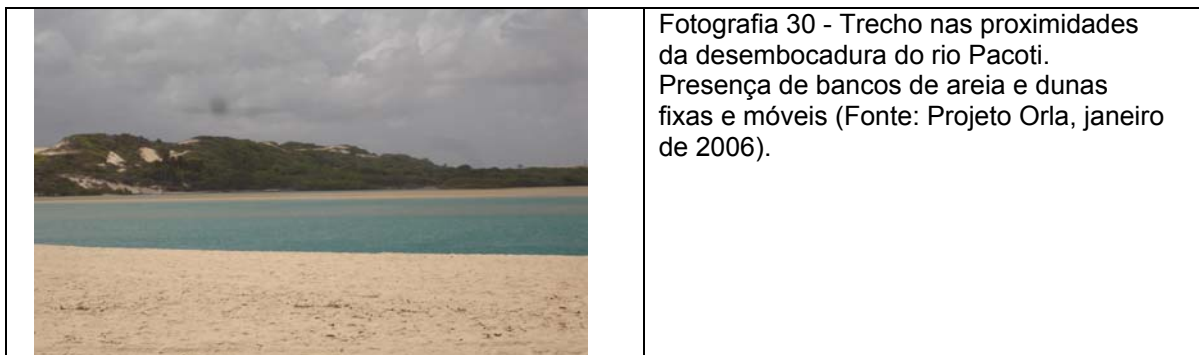 Fotografia 30 - Trecho nas proximidades
da desembocadura do rio Pacoti.
Presença de bancos de areia e dunas
fixas e móveis (Fonte: Projeto Orla, janeiro
de 2006).